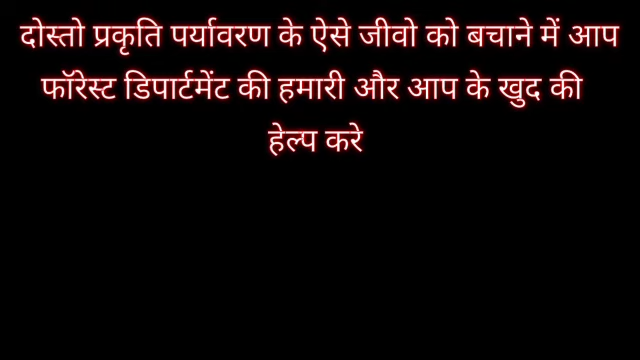 दोस्तो प्रकृति पर्यावरण के ऐसे जीवो को बचाने में आप
फॉरेस्ट डिपार्टमेंट की हमारी और आप के खुद की
हेल्प करे